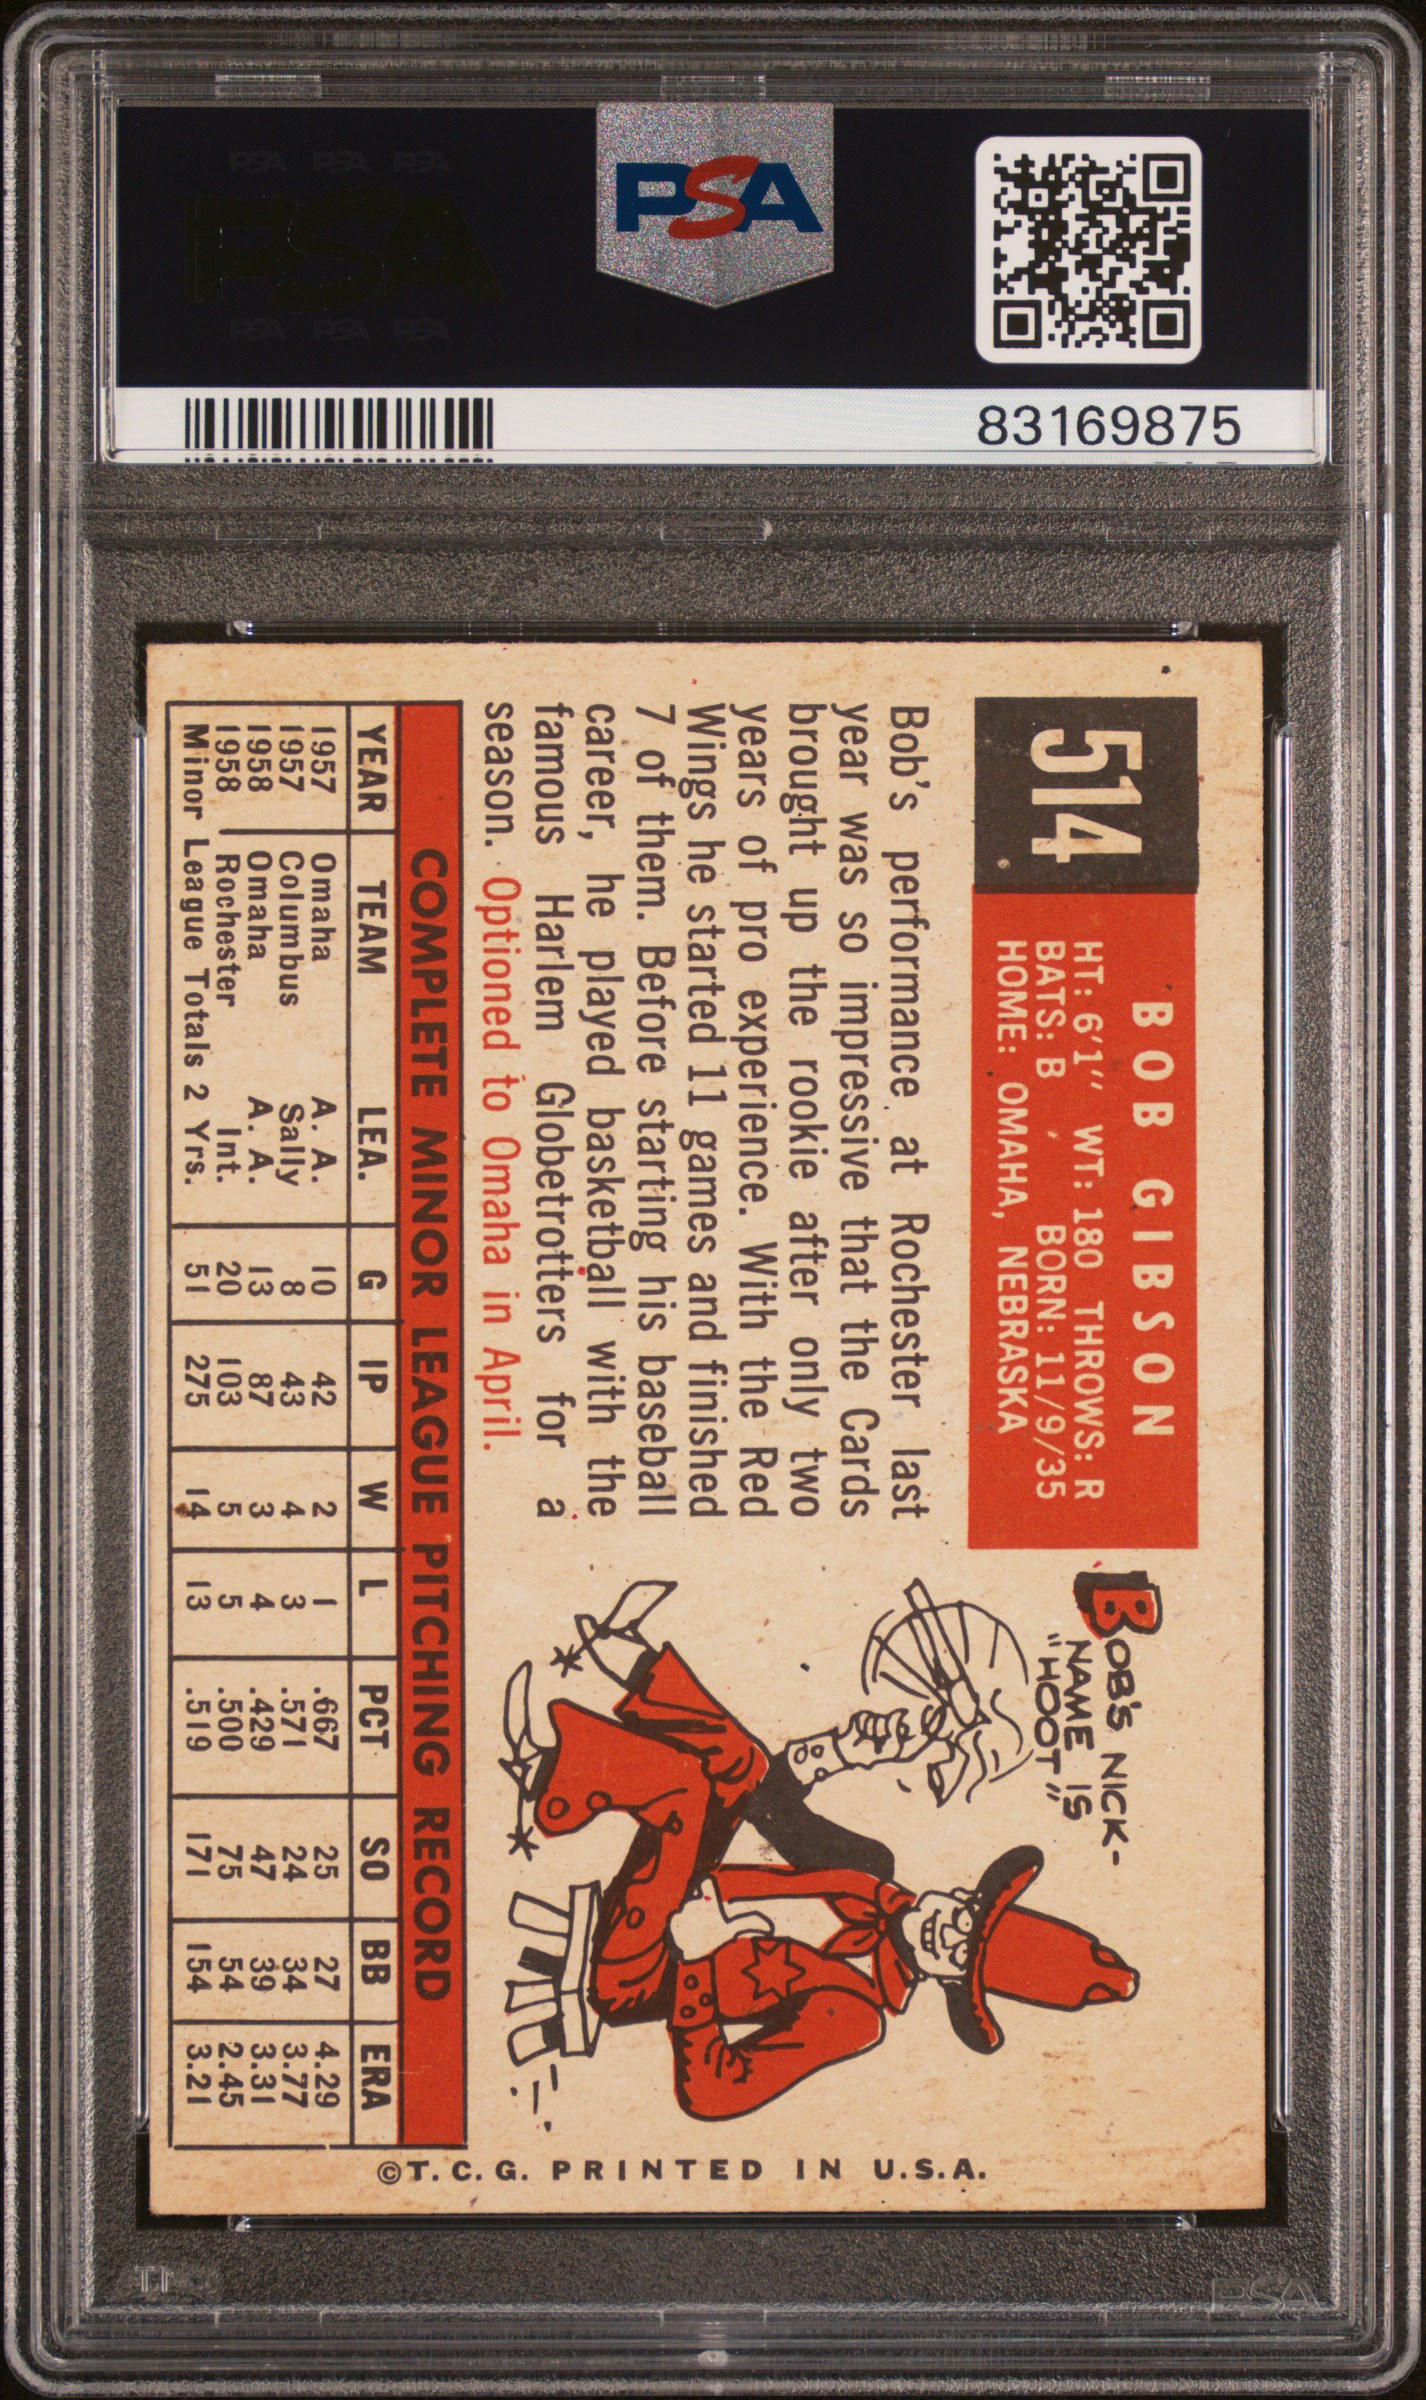 PSA PSA PSA
PSA
PSA PSA PSA
PSA
83169875
514
BOB GIBSON
HT: 6'1" WT: 180 THROWS: R
BATS: B BORN: 11/9/35
HOME: OMAHA, NEBRASKA
Bob's performance at Rochester last
year was so impressive that the Cards
brought up the rookie after only two
years of pro experience. With the Red
Wings he started 11 games and finished
7 of them. Before starting his baseball
career, he played basketball with the
famous Harlem Globetrotters for a
season. Optioned to Omaha in April.
BOB'S NICK-
NAME IS
"HOOT"
COMPLETE MINOR LEAGUE PITCHING RECORD
YEAR TEAM LEA. G IP W L PCT SO BB ERA
1957 Omaha A. A. 10 42 2 1 .667 25 27 4.29
1957 Columbus Sally 8 43 4 3 .571 24 34 3.77
1958 Omaha A. A. 13 87 3 4 .429 47 39 3.31
1958 Rochester Int. 20 103 5 5 .500 75 54 2.45
Minor League Totals 2 Yrs. 51 275 14 13 .519 171 154 3.21
©T. C. G. PRINTED IN U.S.A.
PSA